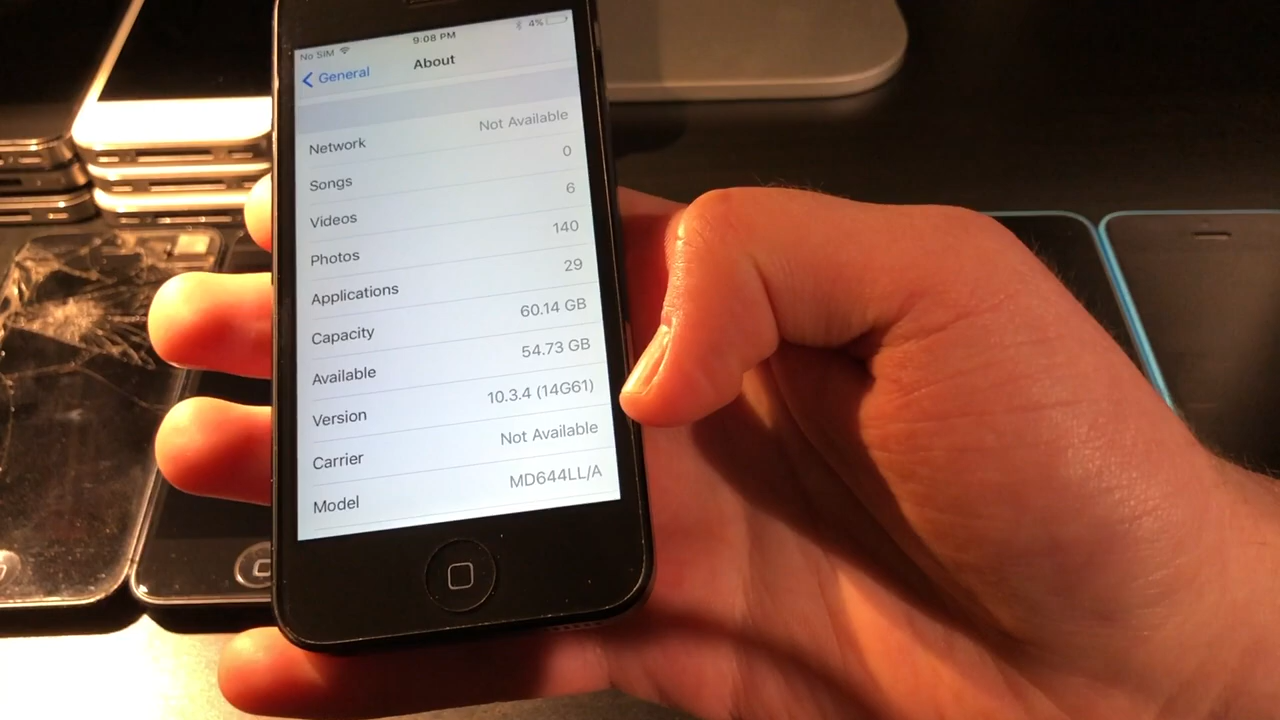 No SIM 9:08 PM 4%
General About
Network Not Available
Songs 0
Videos 6
Photos 140
Applications 29
Capacity 60.14 GB
Available 54.73 GB
Version 10.3.4 (14G61)
Carrier Not Available
Model MD644LL/A